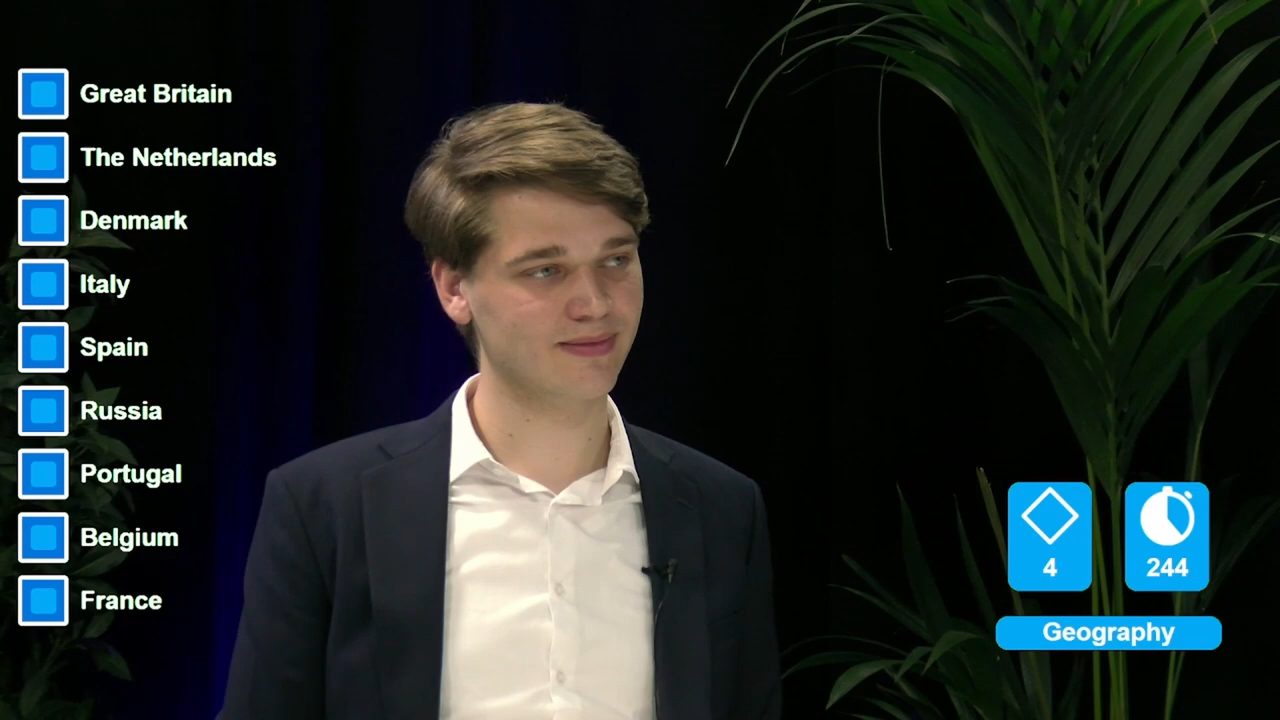 Great Britain
The Netherlands
Denmark
Italy
Spain
Russia
Portugal
Belgium
France
4
244
Geography